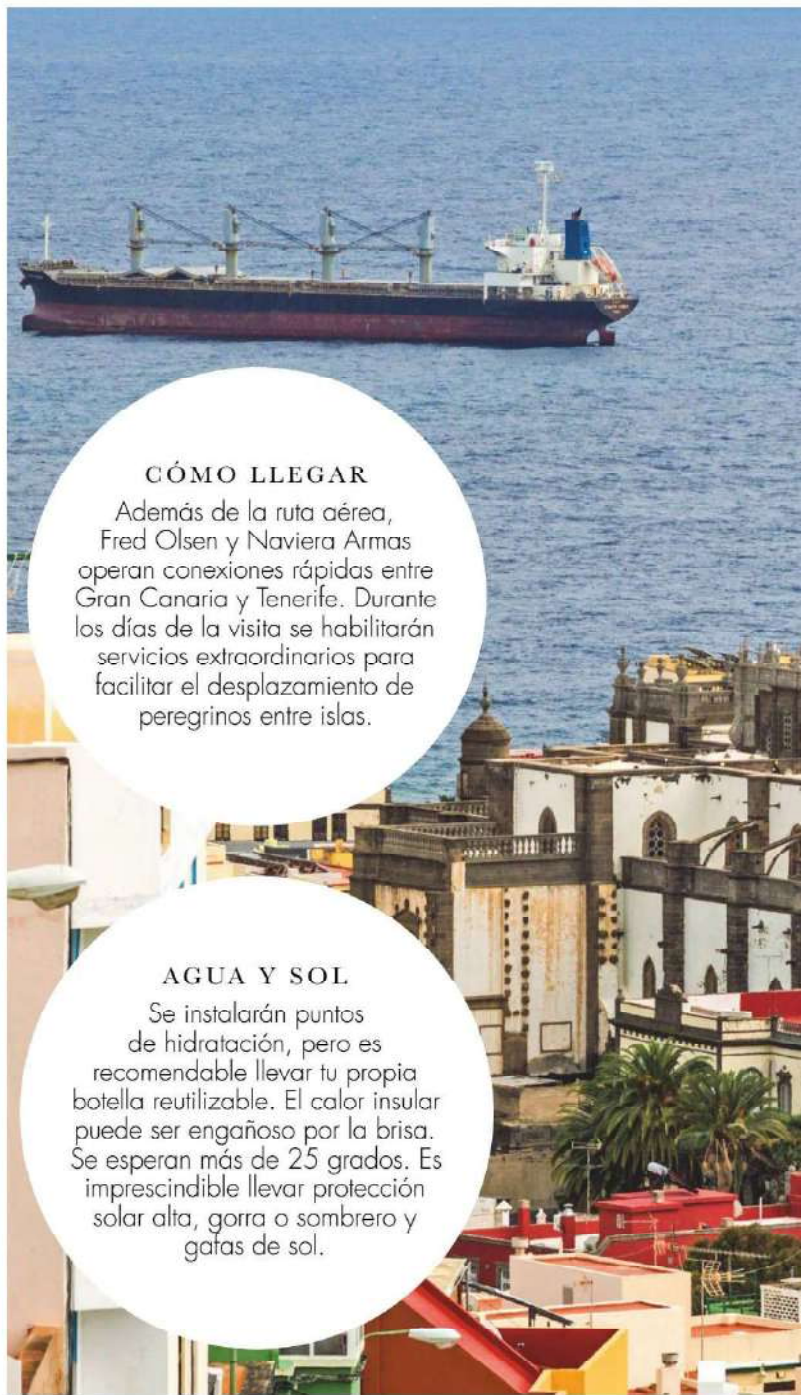 CÓMO LLEGAR
Además de la ruta aérea,
Fred Olsen y Naviera Armas
operan conexiones rápidas entre
Gran Canaria y Tenerife. Durante
los días de la visita se habilitarán
servicios extraordinarios para
facilitar el desplazamiento de
peregrinos entre islas.
AGUA Y SOL
Se instalarán puntos
de hidratación, pero es
recomendable llevar tu propia
botella reutilizable. El calor insular
puede ser engañoso por la brisa.
Se esperan más de 25 grados. Es
imprescindible llevar protección
solar alta, gorra o sombrero y
gafas de sol.